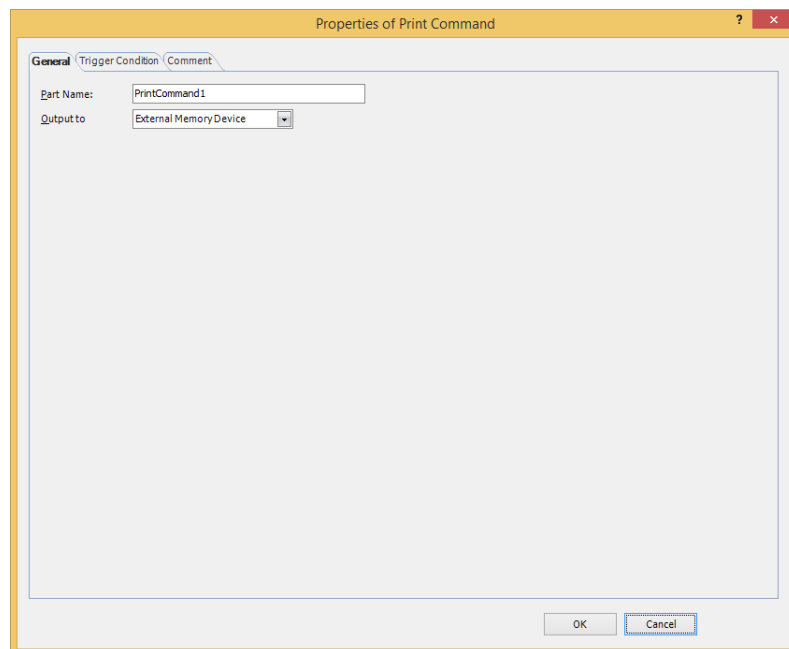 Properties of Print Command ?
General Trigger Condition Comment
Part Name: PrintCommand1
Output to External Memory Device
OK Cancel